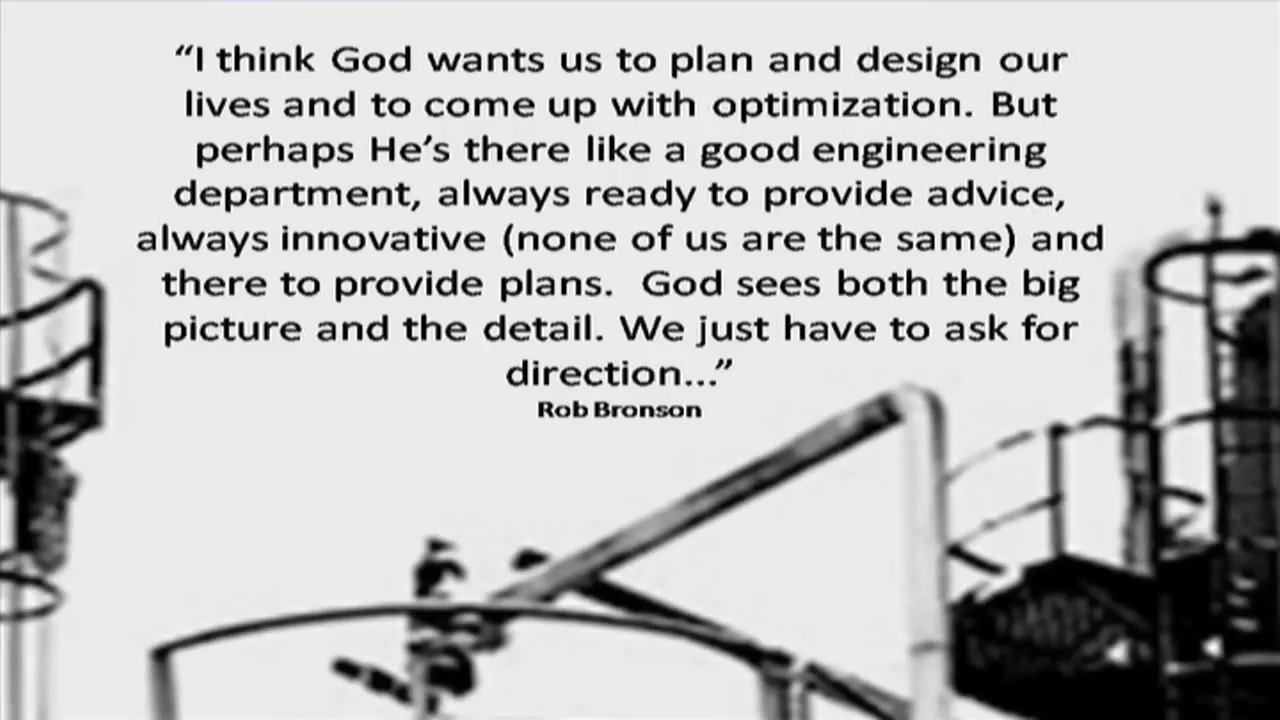 “I think God wants us to plan and design our
lives and to come up with optimization. But
perhaps He’s there like a good engineering
department, always ready to provide advice,
always innovative (none of us are the same) and
there to provide plans.  God sees both the big
picture and the detail. We just have to ask for
direction...”
Rob Bronson